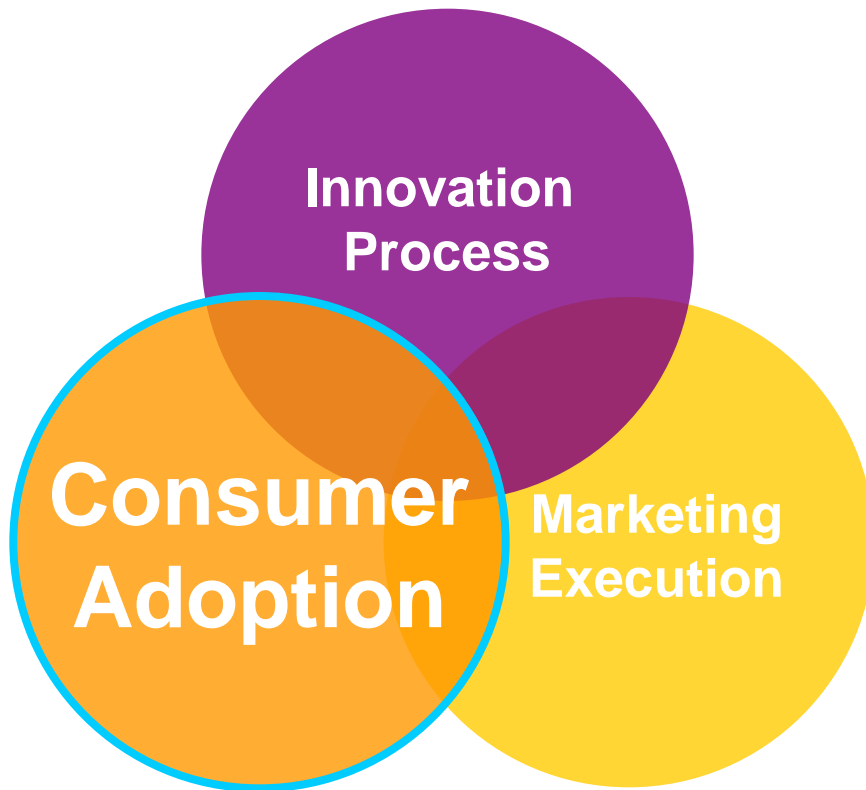 Innovation
Process
Consumer
Adoption
Marketing
Execution